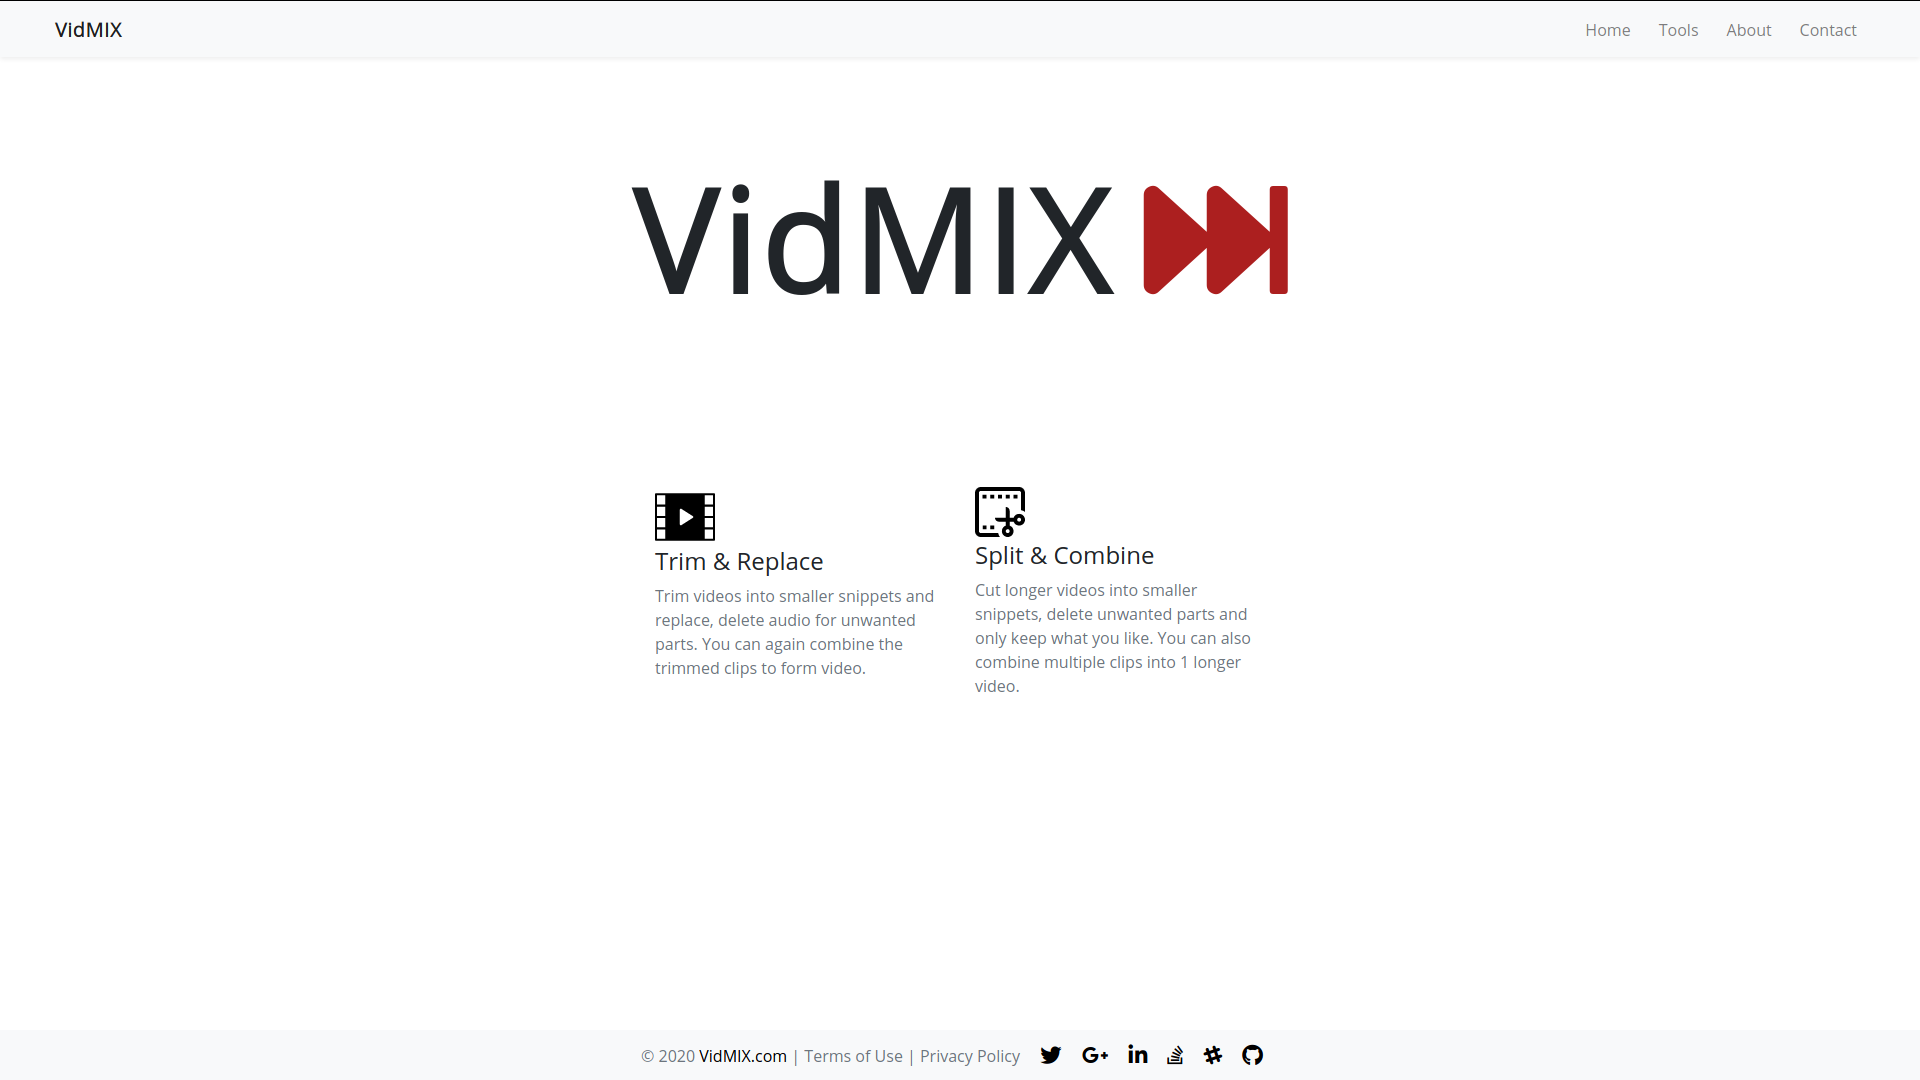 VidMIX Home Tools About Contact
VidMIX
Trim & Replace
Trim videos into smaller snippets and
replace, delete audio for unwanted
parts. You can again combine the
trimmed clips to form video.
Split & Combine
Cut longer videos into smaller
snippets, delete unwanted parts and
only keep what you like. You can also
combine multiple clips into 1 longer
video.
© 2020 VidMIX.com | Terms of Use | Privacy Policy